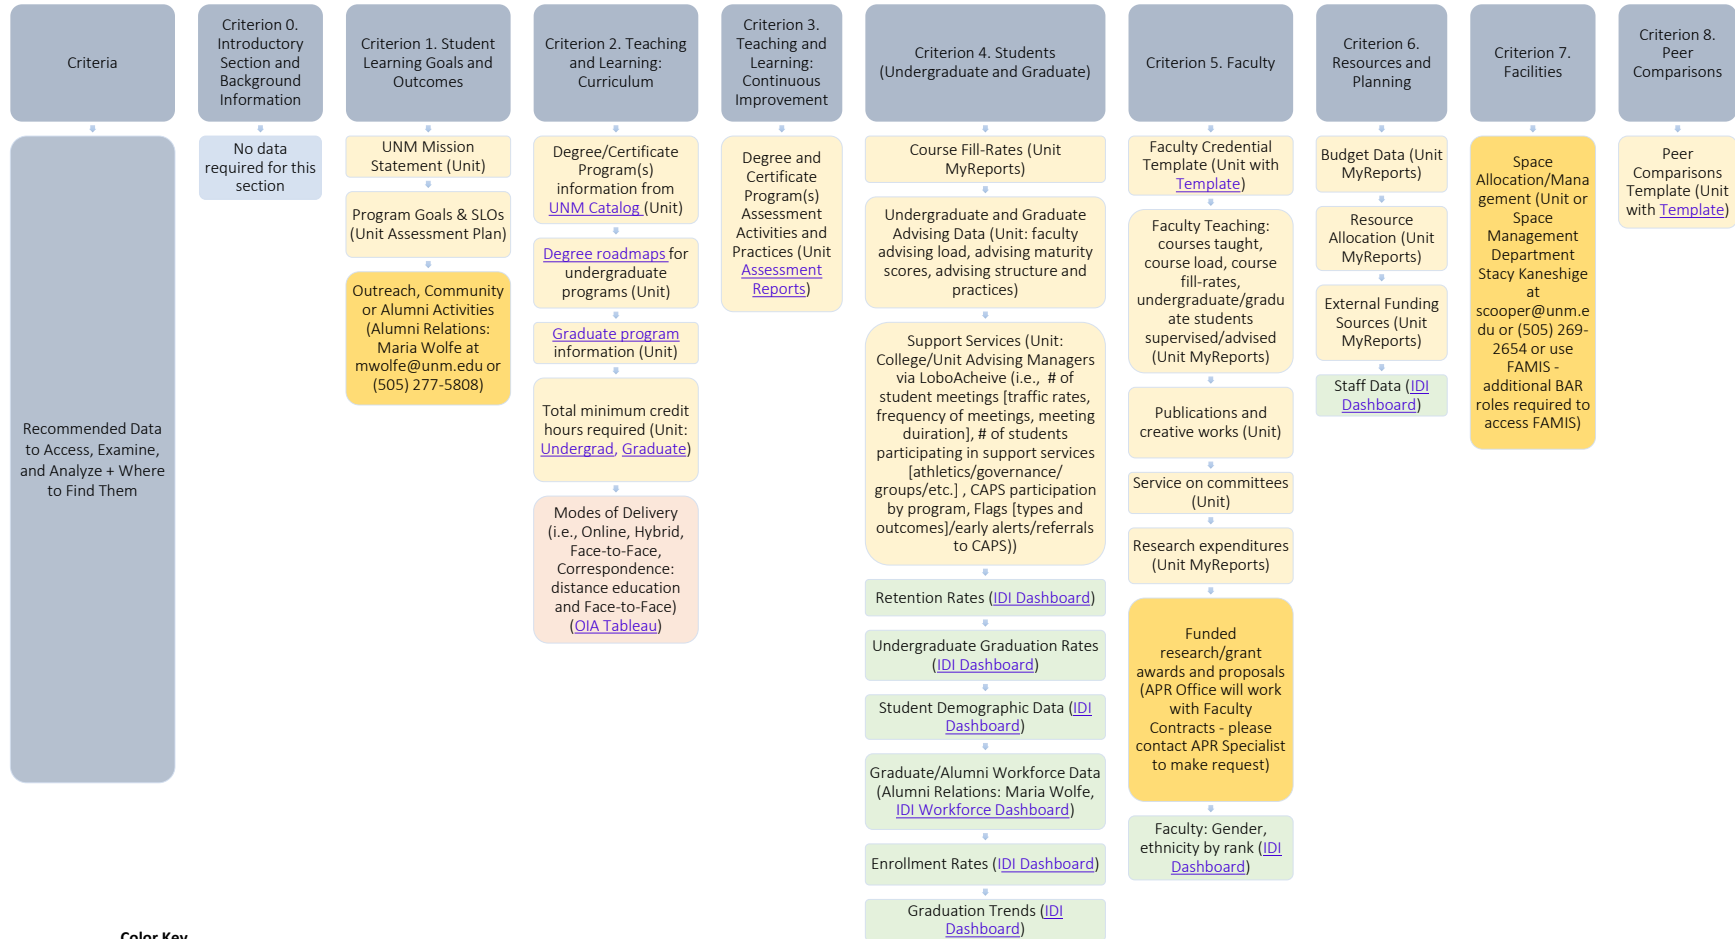 Criteria
Recommended Data
to Access, Examine,
and Analyze + Where
to Find Them
Criterion 0.
Introductory
Section and
Background
Information
No data
required for this
section
Criterion 1. Student
Learning Goals and
Outcomes
UNM Mission
Statement (Unit)
Program Goals & SLOs
(Unit Assessment Plan)
Outreach, Community
or Alumni Activities
(Alumni Relations:
Maria Wolfe at
mwolfe@unm.edu or
(505) 277-5808)
Criterion 2. Teaching
and Learning:
Curriculum
Degree/Certificate
Program(s)
information from
UNM Catalog (Unit)
Degree roadmaps for
undergraduate
programs (Unit)
Graduate program
information (Unit)
Total minimum credit
hours required (Unit:
Undergrad, Graduate)
Modes of Delivery
(i.e., Online, Hybrid,
Face-to-Face,
Correspondence:
distance education
and Face-to-Face)
(OIA Tableau)
Criterion 3.
Teaching and
Learning:
Continuous
Improvement
Degree and
Certificate
Program(s)
Assessment
Activities and
Practices (Unit
Assessment
Reports)
Criterion 4. Students
(Undergraduate and Graduate)
Course Fill-Rates (Unit
MyReports)
Undergraduate and Graduate
Advising Data (Unit: faculty
advising load, advising maturity
scores, advising structure and
practices)
Support Services (Unit:
College/Unit Advising Managers
via LoboAcheive (i.e.,  # of
student meetings [traffic rates,
frequency of meetings, meeting
duiration], # of students
participating in support services
[athletics/governance/
groups/etc.] , CAPS participation
by program, Flags [types and
outcomes]/early alerts/referrals
to CAPS))
Retention Rates (IDI Dashboard)
Undergraduate Graduation Rates
(IDI Dashboard)
Student Demographic Data (IDI
Dashboard)
Graduate/Alumni Workforce Data
(Alumni Relations: Maria Wolfe,
IDI Workforce Dashboard)
Enrollment Rates (IDI Dashboard)
Graduation Trends (IDI
Dashboard)
Criterion 5. Faculty
Faculty Credential
Template (Unit with
Template)
Faculty Teaching:
courses taught,
course load, course
fill-rates,
undergraduate/gradu
ate students
supervised/advised
(Unit MyReports)
Publications and
creative works (Unit)
Service on committees
(Unit)
Research expenditures
(Unit MyReports)
Funded
research/grant
awards and proposals
(APR Office will work
with Faculty
Contracts - please
contact APR Specialist
to make request)
Faculty: Gender,
ethnicity by rank (IDI
Dashboard)
Criterion 6.
Resources and
Planning
Budget Data (Unit
MyReports)
Resource
Allocation (Unit
MyReports)
External Funding
Sources (Unit
MyReports)
Staff Data (IDI
Dashboard)
Criterion 7.
Facilities
Space
Allocation/Mana
gement (Unit or
Space
Management
Department
Stacy Kaneshige
at
scooper@unm.e
du or (505) 269-
2654 or use
FAMIS -
additional BAR
roles required to
access FAMIS)
Criterion 8.
Peer
Comparisons
Peer
Comparisons
Template (Unit
with Template)
Color Key